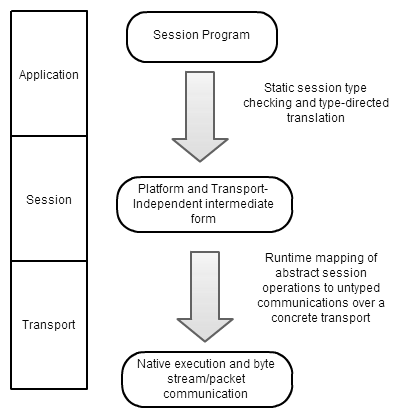 Session Program
Application
Static session type
checking and type-directed
translation
Session
Platform and Transport-
Independent intermediate
form
Runtime mapping of
abstract session
operations to untyped
communications over a
concrete transport
Transport
Native execution and byte
stream/packet
communication